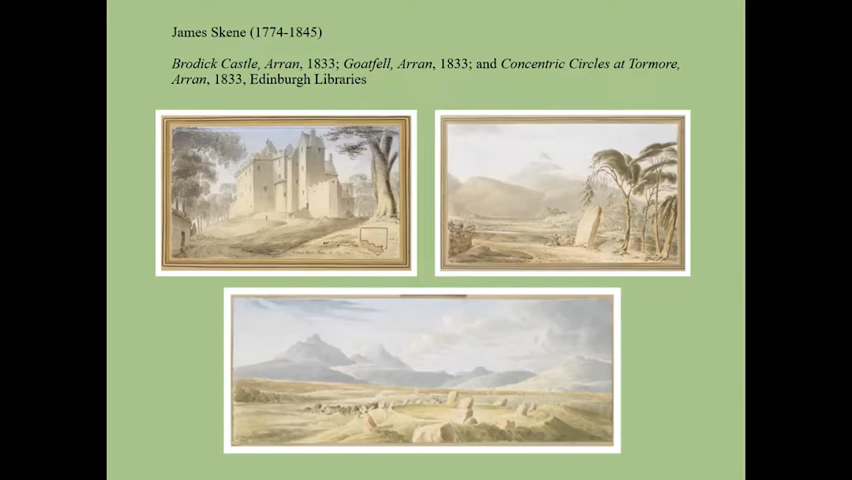 James Skene (1774-1845)
Brodick Castle, Arran, 1833; Goatfell, Arran, 1833; and Concentric Circles at Tormore,
Arran, 1833, Edinburgh Libraries